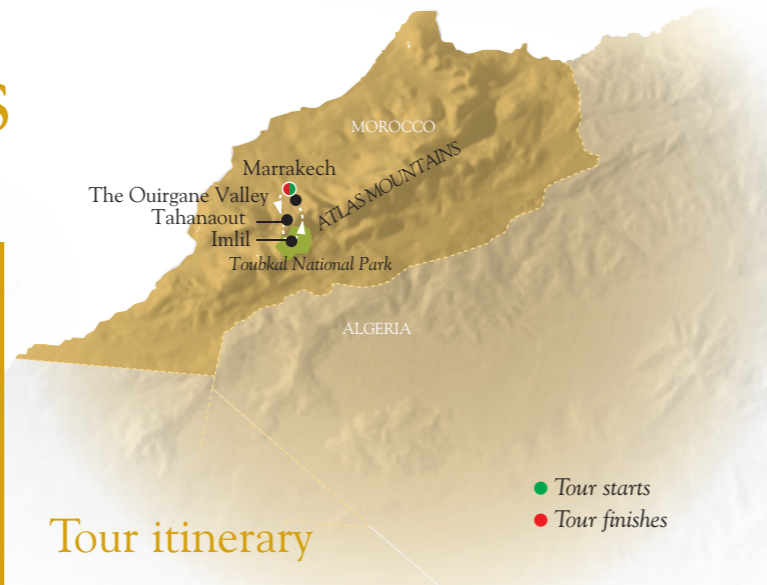 S
MOROCCO
Marrakech
ATLAS MOUNTAINS
The Ouirgane Valley
Tahanaout
Imlil
Toubkal National Park
ALGERIA
Tour starts
Tour finishes
Tour itinerary